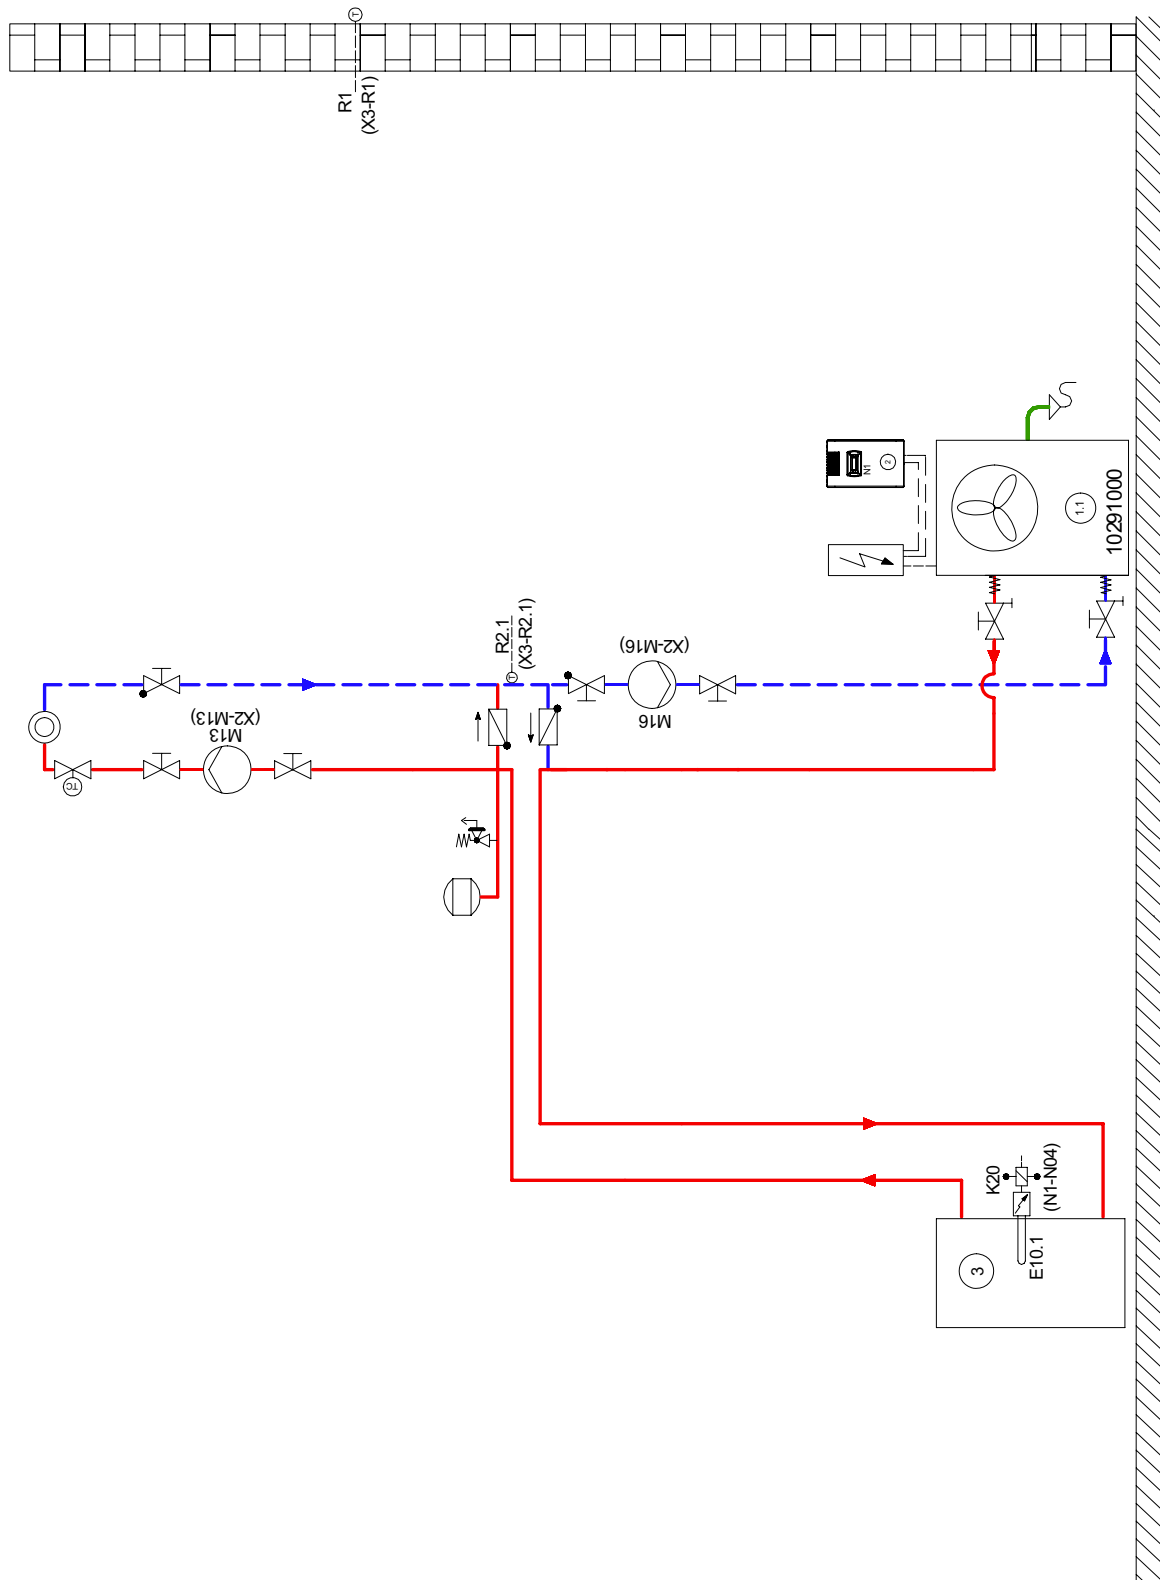 T
R1
(X3-R1)
N1
2
1.1
10291000
R2.1
(X3-R2.1)
T
M13
(X2-M13)
M16
(X2-M16)
TC
K20
(N1-N04)
E10.1
3